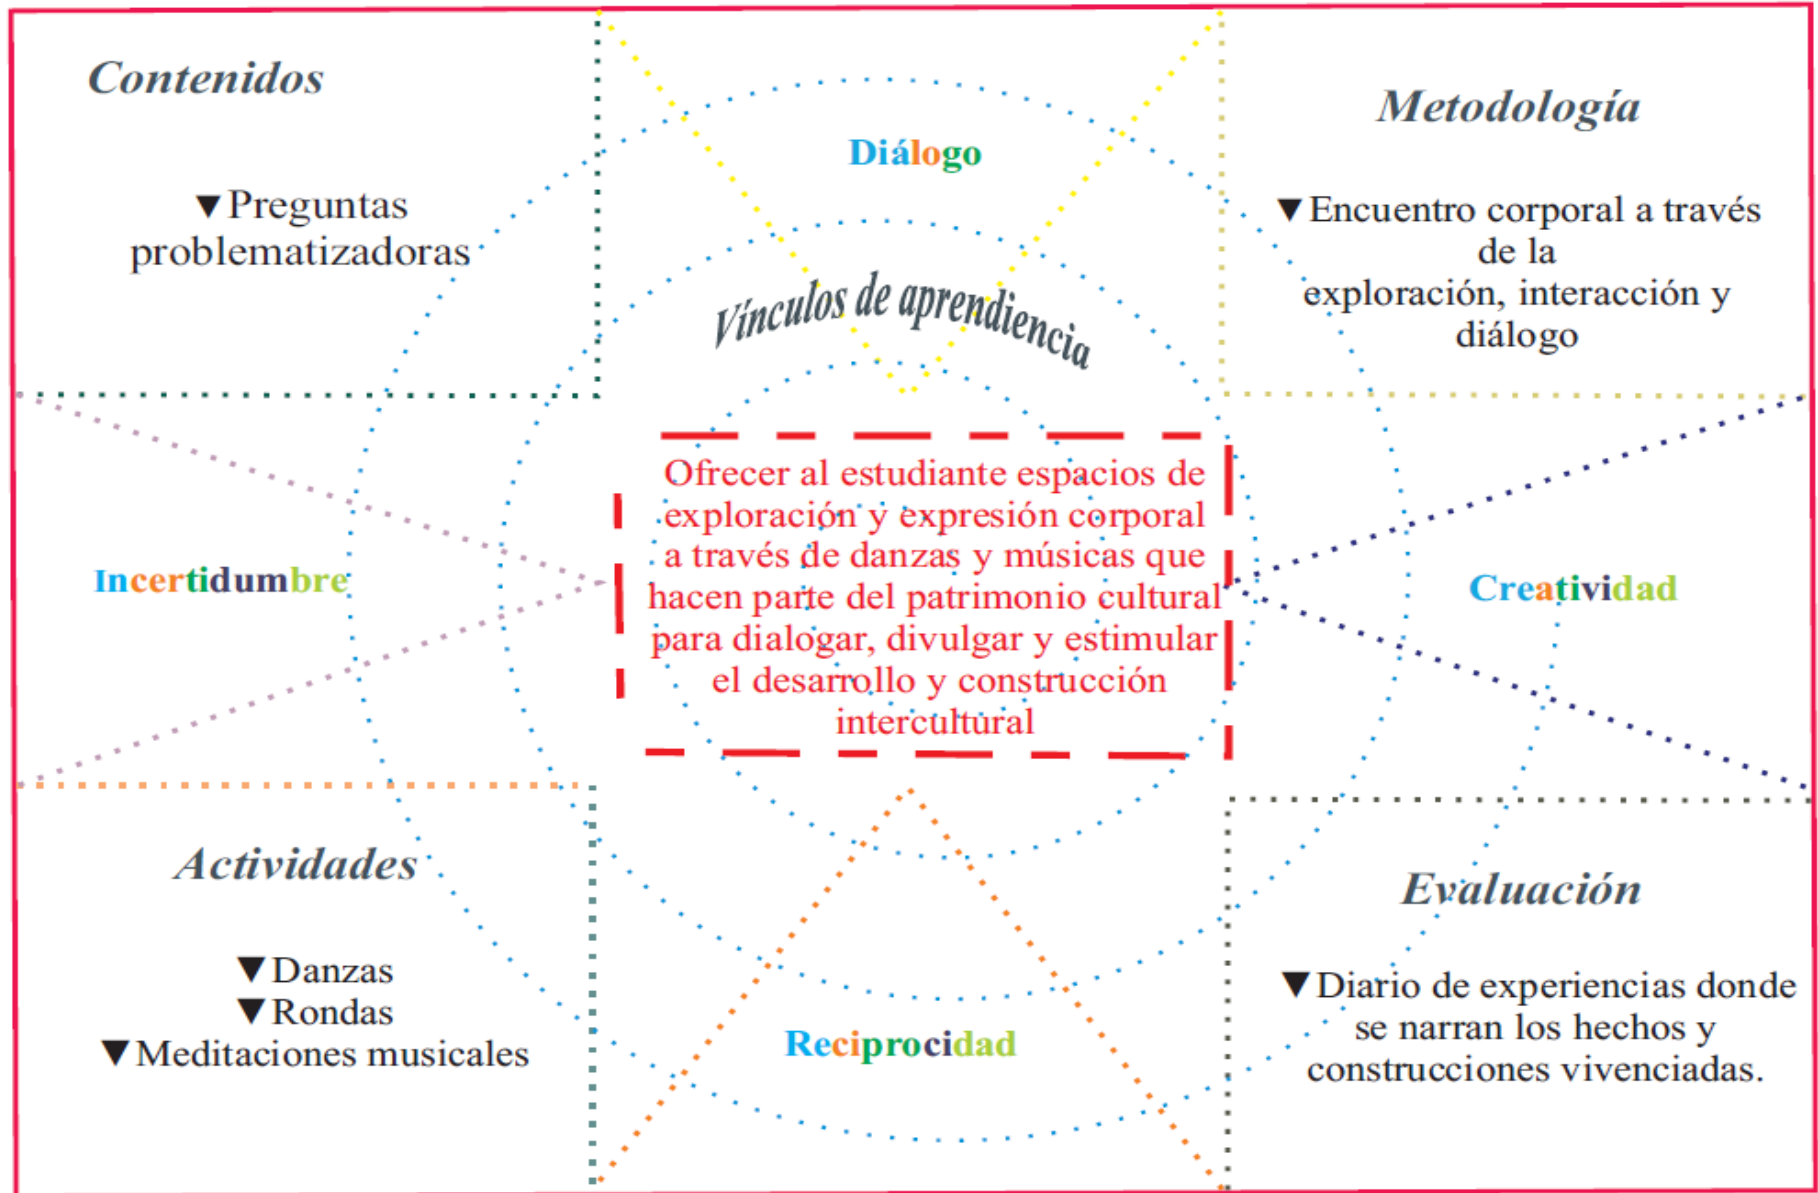 Contenidos
▼Preguntas
problematizadoras
Diálogo
Metodología
▼Encuentro corporal a través
de la
exploración, interacción y
diálogo
Vínculos de aprendiencia
Ofrecer al estudiante espacios de
exploración y expresión corporal
a través de danzas y músicas que
hacen parte del patrimonio cultural
para dialogar, divulgar y estimular
el desarrollo y construcción
intercultural
Incertidumbre
Creatividad
Actividades
▼Danzas
▼Rondas
▼Meditaciones musicales
Reciprocidad
Evaluación
▼Diario de experiencias donde
se narran los hechos y
construcciones vivenciadas.